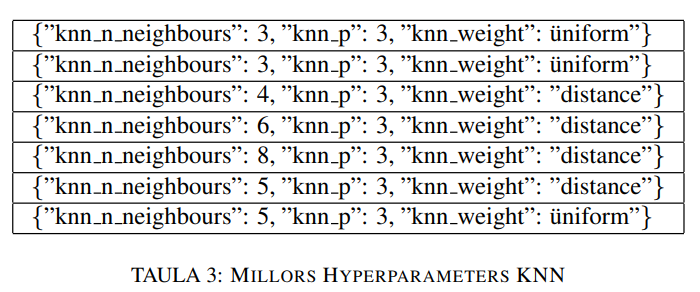 {”knn_n_neighbours”: 3, ”knn_p”: 3, ”knn_weight”: üniform”}
{”knn_n_neighbours”: 3, ”knn_p”: 3, ”knn_weight”: üniform”}
{”knn_n_neighbours”: 4, ”knn_p”: 3, ”knn_weight”: ”distance”}
{”knn_n_neighbours”: 6, ”knn_p”: 3, ”knn_weight”: ”distance”}
{”knn_n_neighbours”: 8, ”knn_p”: 3, ”knn_weight”: ”distance”}
{”knn_n_neighbours”: 5, ”knn_p”: 3, ”knn_weight”: ”distance”}
{”knn_n_neighbours”: 5, ”knn_p”: 3, ”knn_weight”: üniform”}
TAULA 3: MILLORS HYPERPARAMETERS KNN